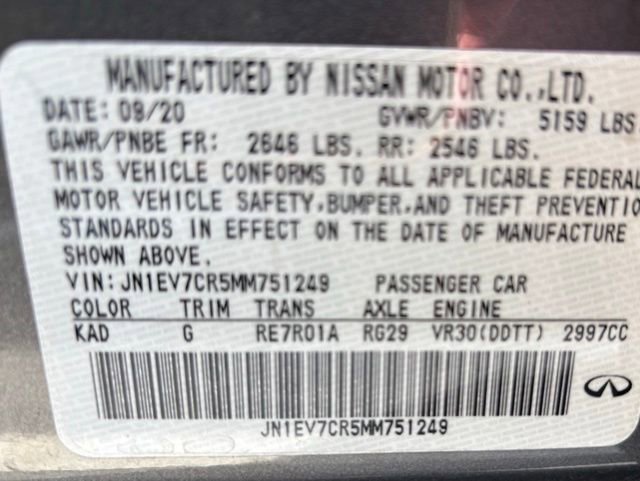 MANUFACTURED BY NISSAN MOTOR CO.,LTD.
DATE: 09/20 GVWR/PNBV: 5159 LBS
GAWR/PNBE FR: 2646 LBS. RR: 2546 LBS.
THIS VEHICLE CONFORMS TO ALL APPLICABLE FEDERAL
MOTOR VEHICLE SAFETY,BUMPER,AND THEFT PREVENTIO
STANDARDS IN EFFECT ON THE DATE OF MANUFACTURE
SHOWN ABOVE.
VIN: JN1EV7CR5MM751249 PASSENGER CAR
COLOR TRIM TRANS AXLE ENGINE
KAD G RE7R01A RG29 VR30(DDTT) 2997CC
JN1EV7CR5MM751249